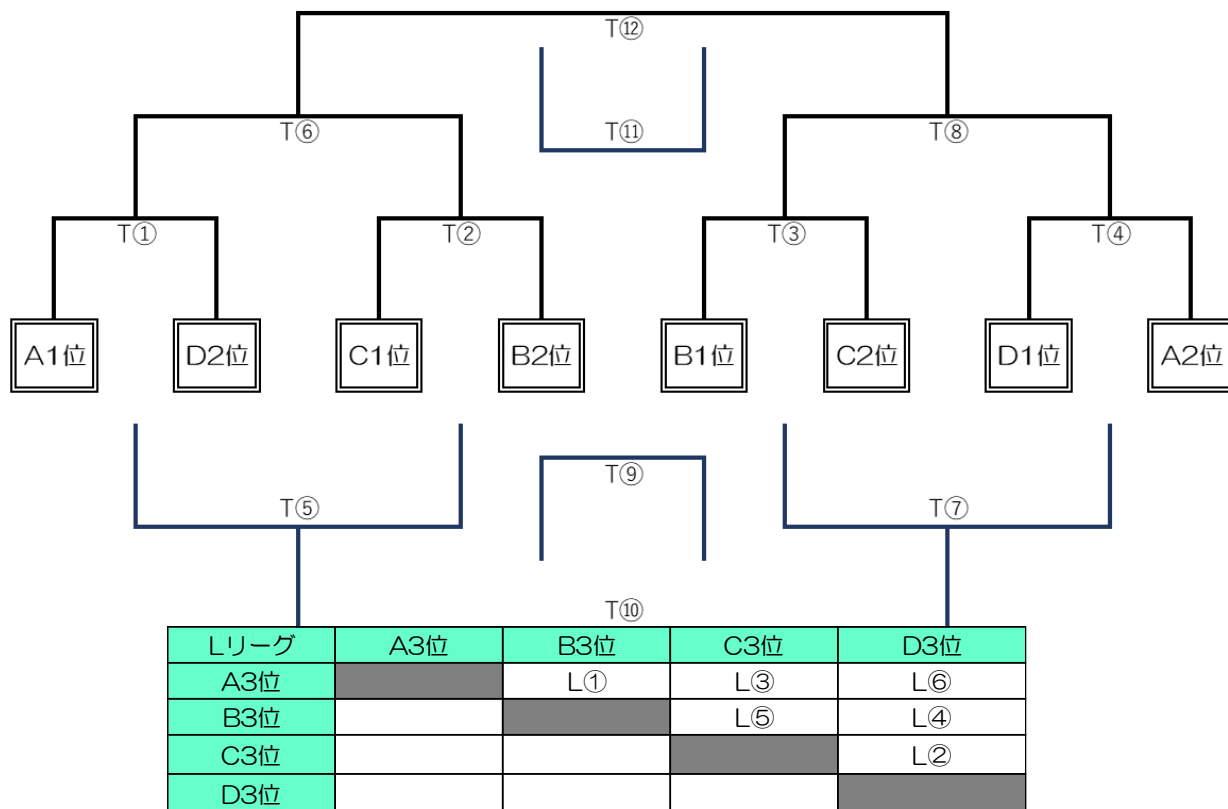 T⑫
T⑥ T⑪ T⑧
T① T② T③ T④
A1位 D2位 C1位 B2位 B1位 C2位 D1位 A2位
T⑨
T⑤ T⑦
T⑩
Lリーグ A3位 B3位 C3位 D3位
A3位 L① L③ L⑥
B3位 L⑤ L④
C3位 L②
D3位